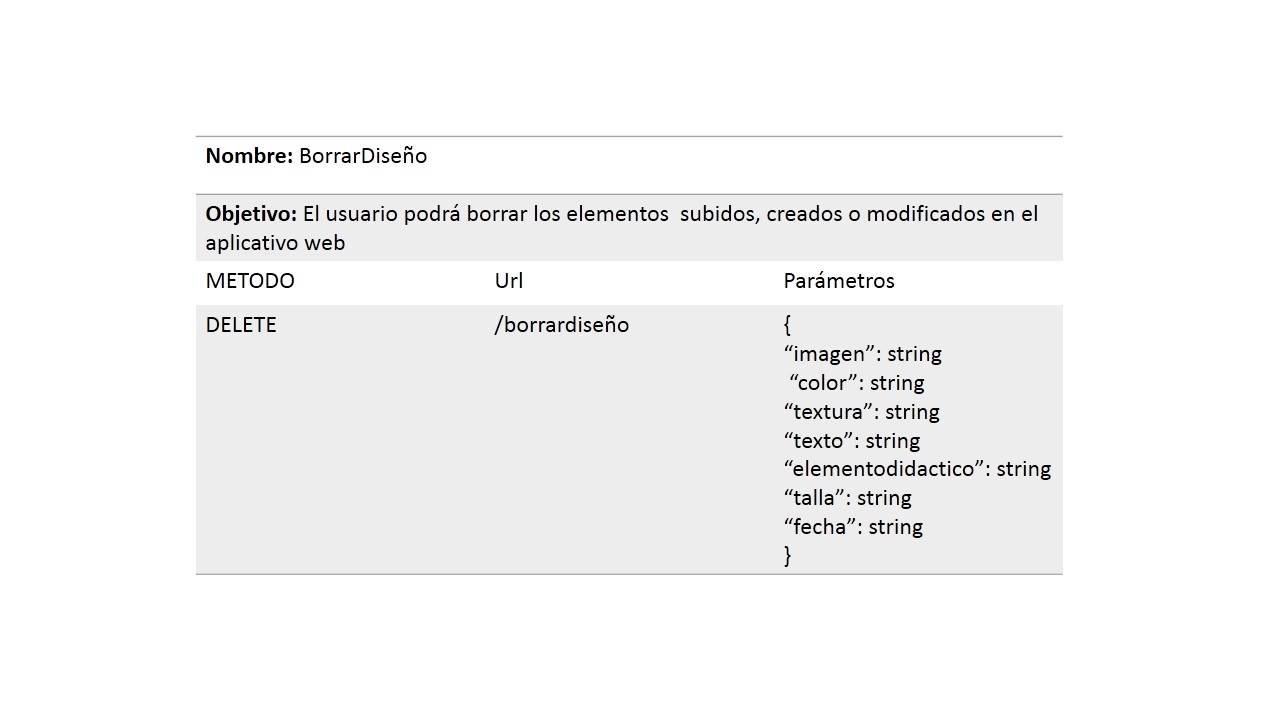 Nombre: BorrarDiseño
Objetivo: El usuario podrá borrar los elementos  subidos, creados o modificados en el
aplicativo web
METODO Url Parámetros
DELETE /borrardiseño {
“imagen”: string
“color”: string
“textura”: string
“texto”: string
“elementodidactico”: string
“talla”: string
“fecha”: string
}